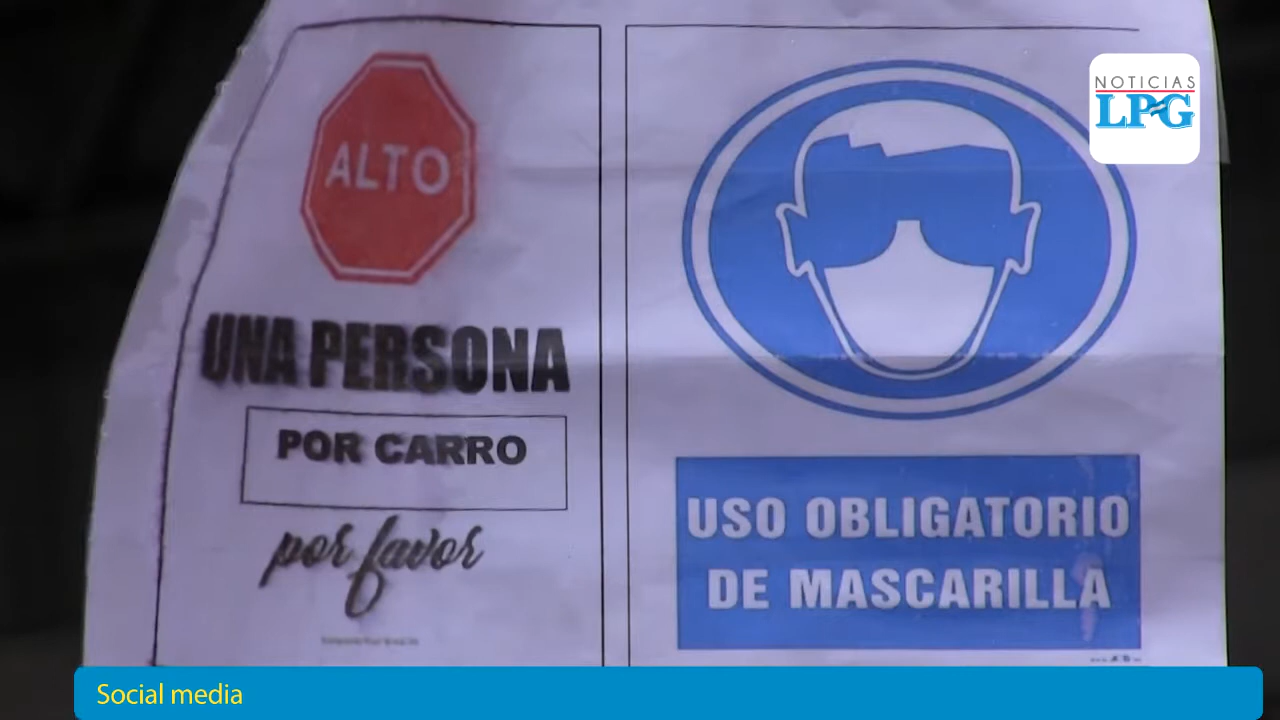 ALTO
UNA PERSONA
POR CARRO
por favor
USO OBLIGATORIO
DE MASCARILLA
NOTICIAS
LPG
Social media